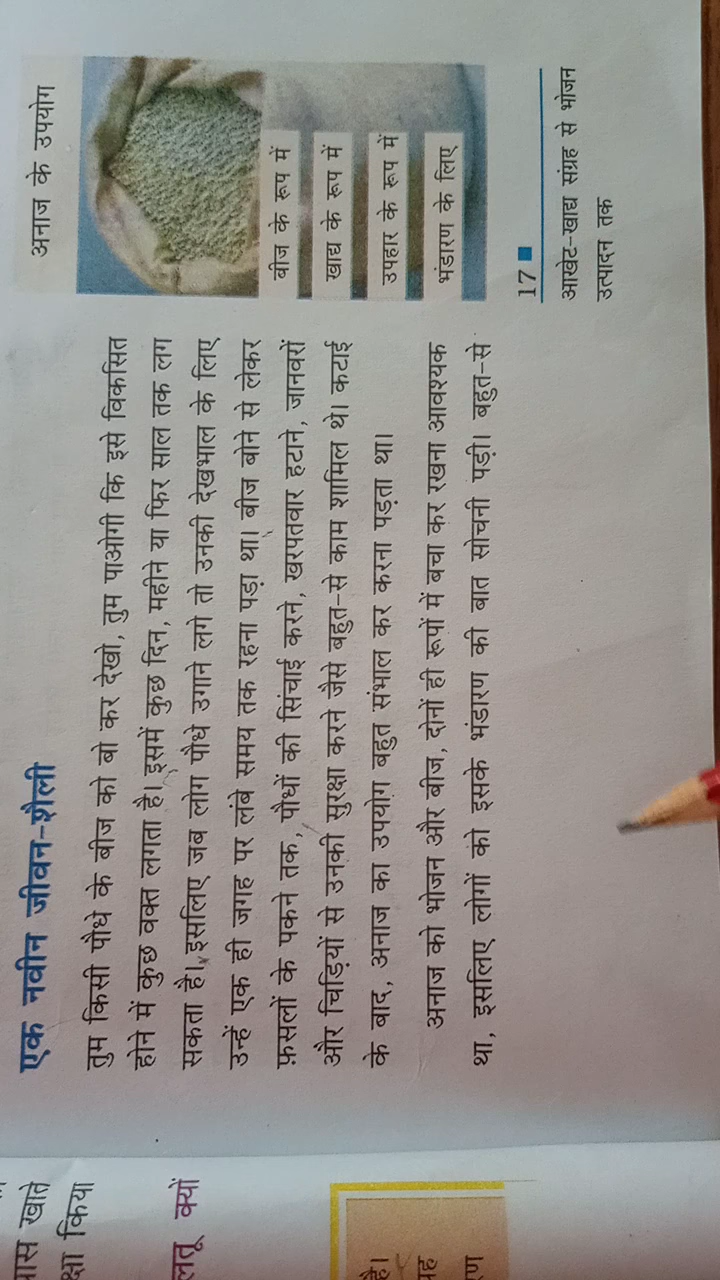 एक नवीन जीवन-शैली
तुम किसी पौधे के बीज को बो कर देखो, तुम पाओगी कि इसे विकसित
होने में कुछ वक्त लगता है। इसमें कुछ दिन, महीने या फिर साल तक लग
सकता है। इसलिए जब लोग पौधे उगाने लगे तो उनकी देखभाल के लिए
उन्हें एक ही जगह पर लंबे समय तक रहना पड़ा था। बीज बोने से लेकर
फ़सलों के पकने तक, पौधों की सिंचाई करने, खरपतवार हटाने, जानवरों
और चिड़ियों से उनकी सुरक्षा करने जैसे बहुत-से काम शामिल थे। कटाई
के बाद, अनाज का उपयोग बहुत संभाल कर करना पड़ता था।
अनाज को भोजन और बीज, दोनों ही रूपों में बचा कर रखना आवश्यक
था, इसलिए लोगों को इसके भंडारण की बात सोचनी पड़ी। बहुत-से
अनाज के उपयोग
बीज के रूप में
खाद्य के रूप में
उपहार के रूप में
भंडारण के लिए
17
आखेट-खाद्य संग्रह से भोजन
उत्पादन तक
खाते
किया
क्यों
है।